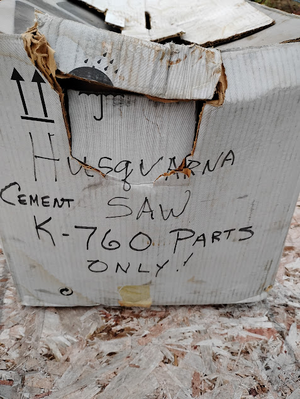 HUSQVARNA
CEMENT SAW
K-760 PARTS
ONLY!